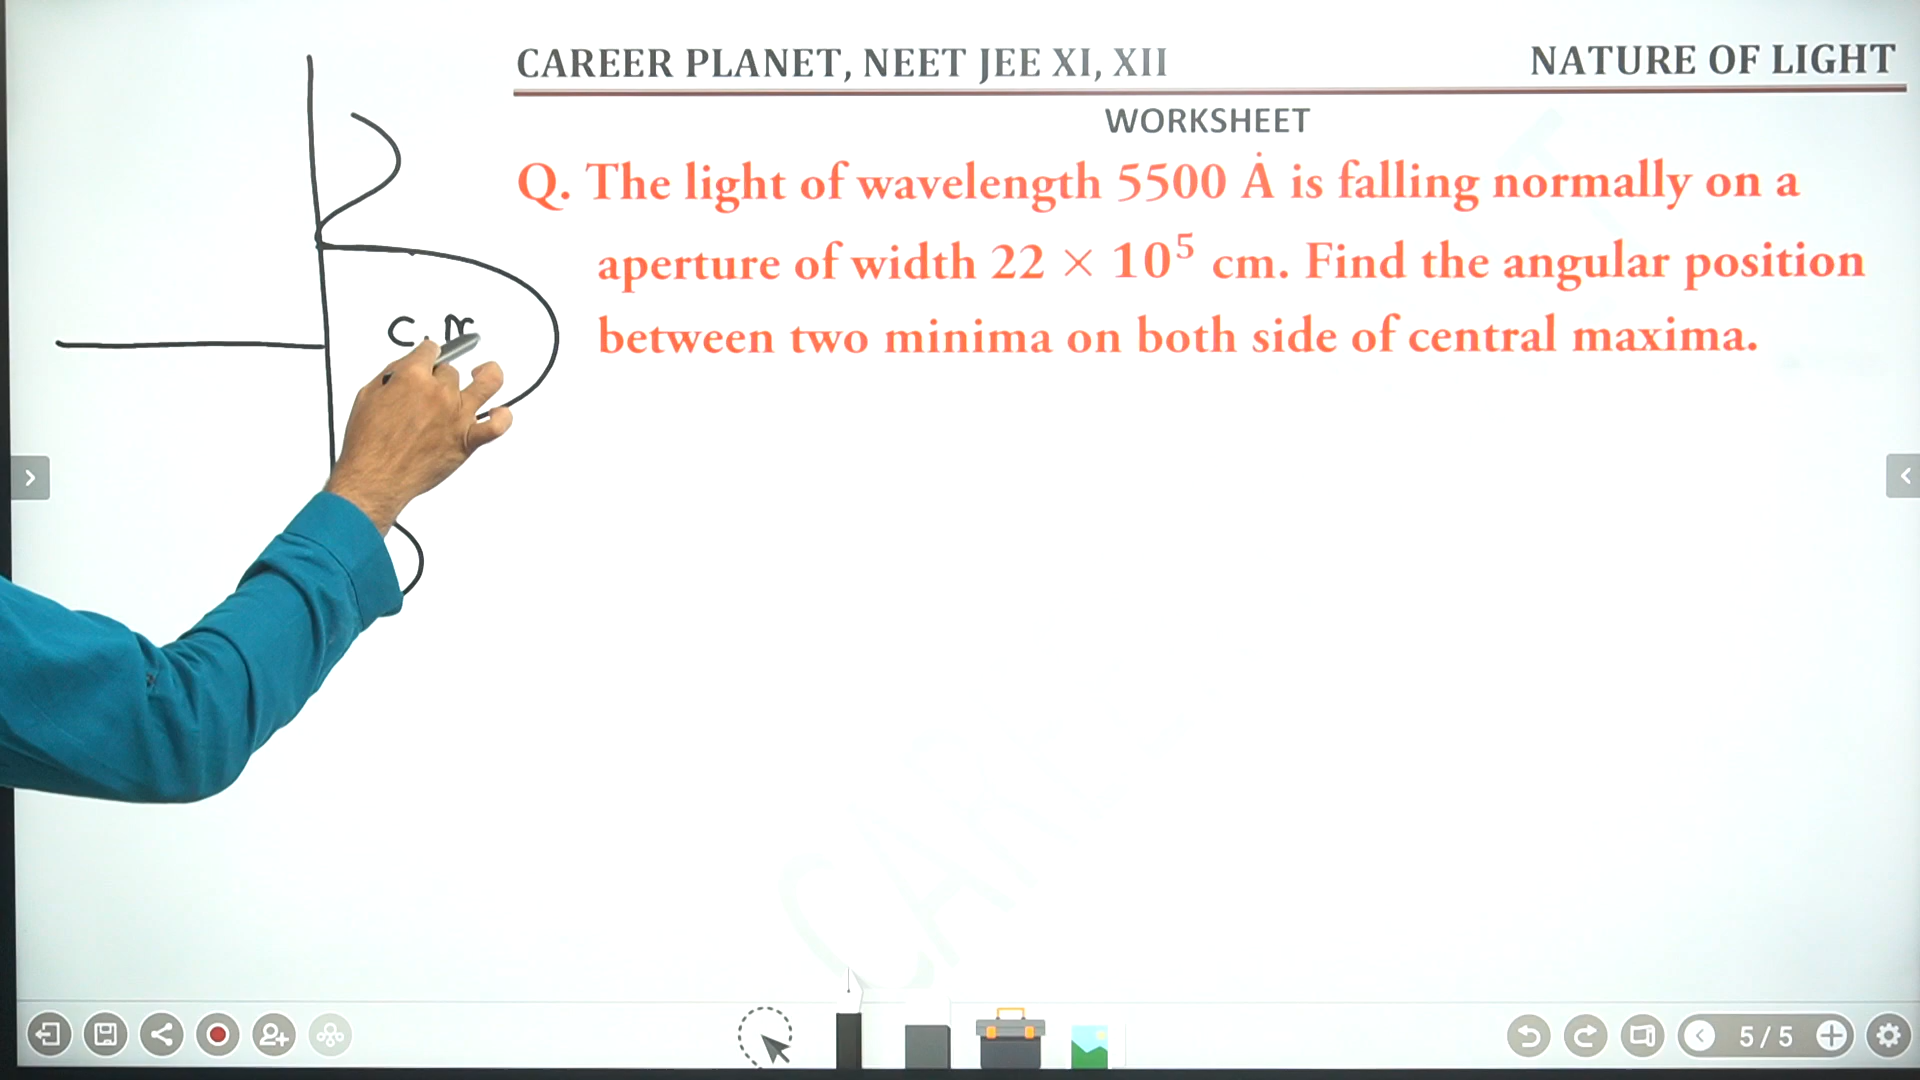 CAREER PLANET, NEET JEE XI, XII NATURE OF LIGHT
WORKSHEET
Q. The light of wavelength 5500 Ȧ is falling normally on a
aperture of width 22 × 10⁵ cm. Find the angular position
between two minima on both side of central maxima.
C.M
CARE
5 / 5